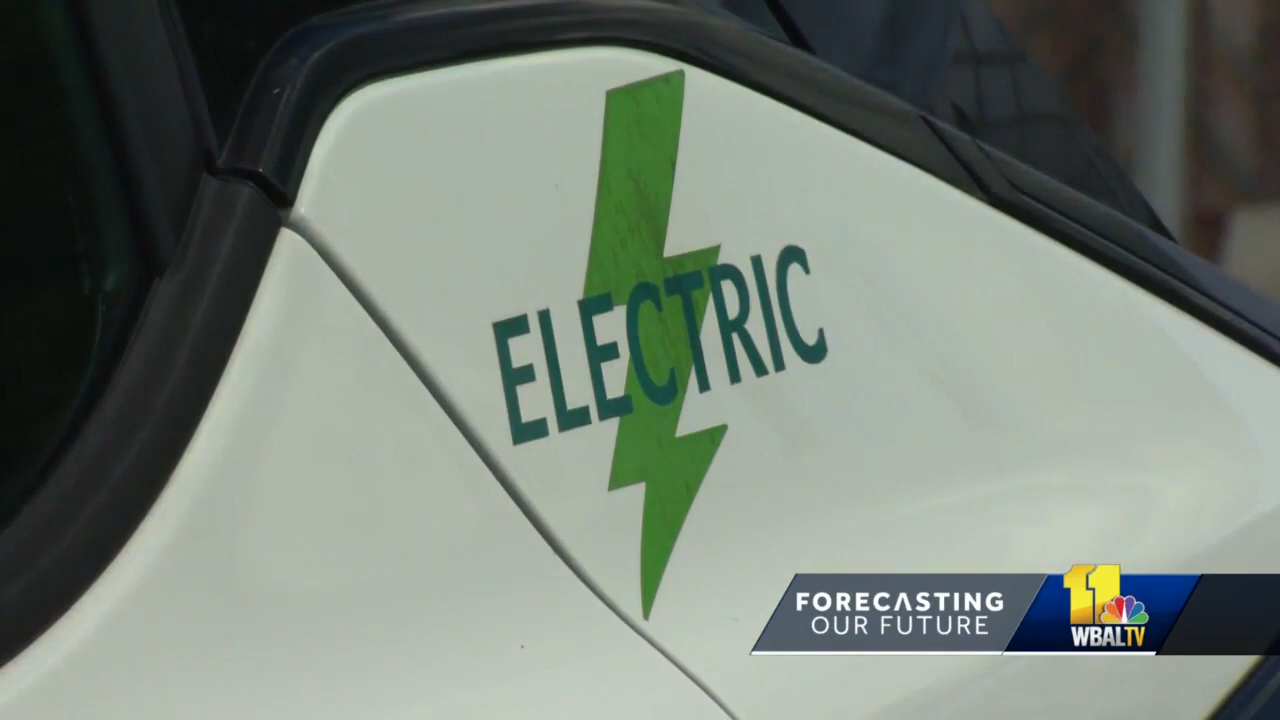 ELECTRIC
FORECASTING
OUR FUTURE
11
WBALTV